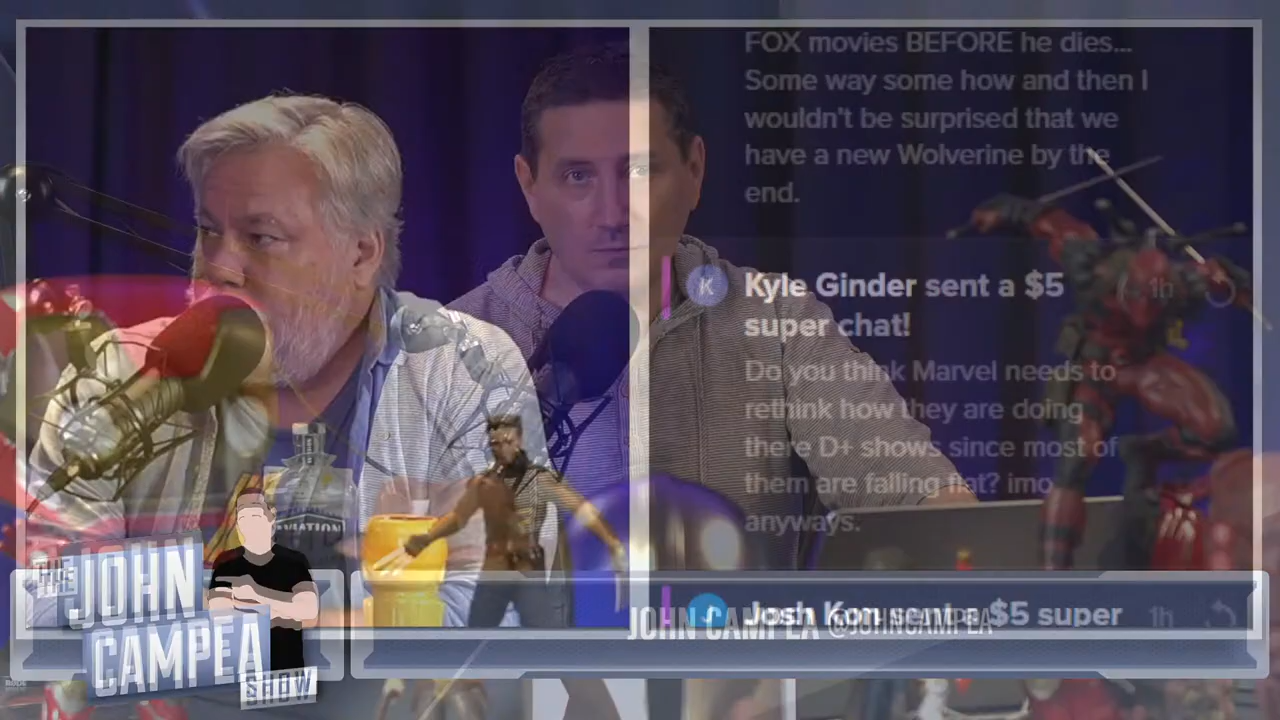 FOX movies BEFORE he dies...
Some way some how and then I
wouldn't be surprised that we
have a new Wolverine by the
end.
K
Kyle Ginder sent a $5
super chat!
1h
Do you think Marvel needs to
rethink how they are doing
there D+ shows since most of
them are falling flat? imo
anyways.
AVIATION
THE
JOHN
CAMPEA
SHOW
Josh
$5 super
1h
JOHN CAMPEA @JOHNCAMPEA